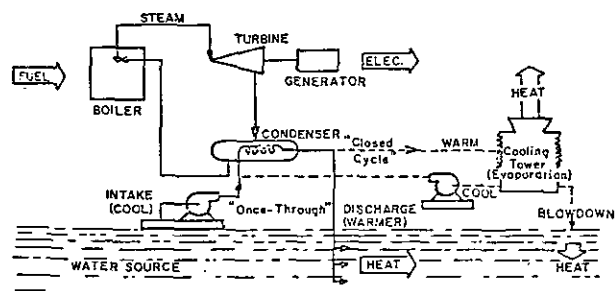 STEAM
TURBINE
FUEL
BOILER
GENERATOR
ELEC.
HEAT
CONDENSER
"Closed
Cycle"
WARM
Cooling
Tower
(Evaporation)
INTAKE
(COOL)
"Once-Through"
DISCHARGE
(WARMER)
COOL
BLOWDOWN
WATER SOURCE
HEAT
HEAT